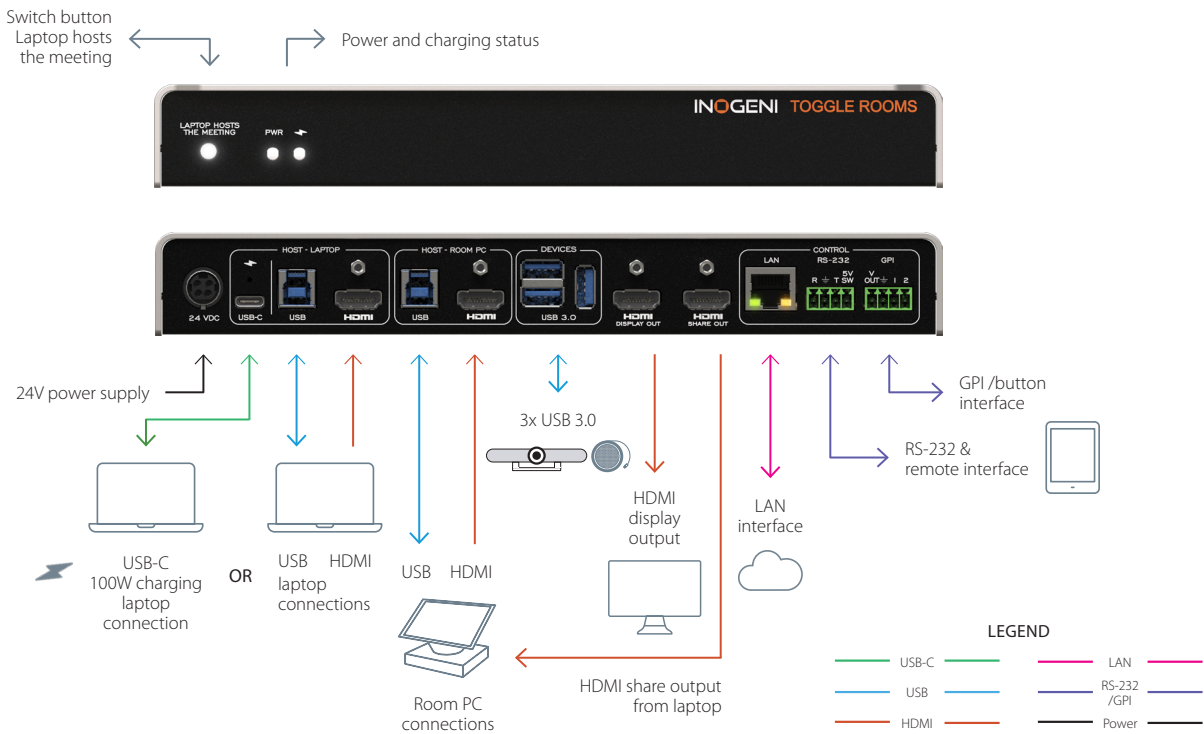 Switch button
Laptop hosts
the meeting
Power and charging status
INOGENI TOGGLE ROOMS
LAPTOP HOSTS
THE MEETING
PWR
HOST - LAPTOP
HOST - ROOM PC
DEVICES
CONTROL
LAN
RS-232
GPI
R T 5V SW
V OUT 1 2
24 VDC
USB-C
USB
HDMI
USB
HDMI
USB 3.0
HDMI
DISPLAY OUT
HDMI
SHARE OUT
24V power supply
3x USB 3.0
GPI /button
interface
RS-232 &
remote interface
HDMI
display
output
LAN
interface
USB-C
100W charging
laptop
connection
OR
USB HDMI
laptop
connections
USB HDMI
Room PC
connections
HDMI share output
from laptop
LEGEND
USB-C
LAN
USB
RS-232
/GPI
HDMI
Power